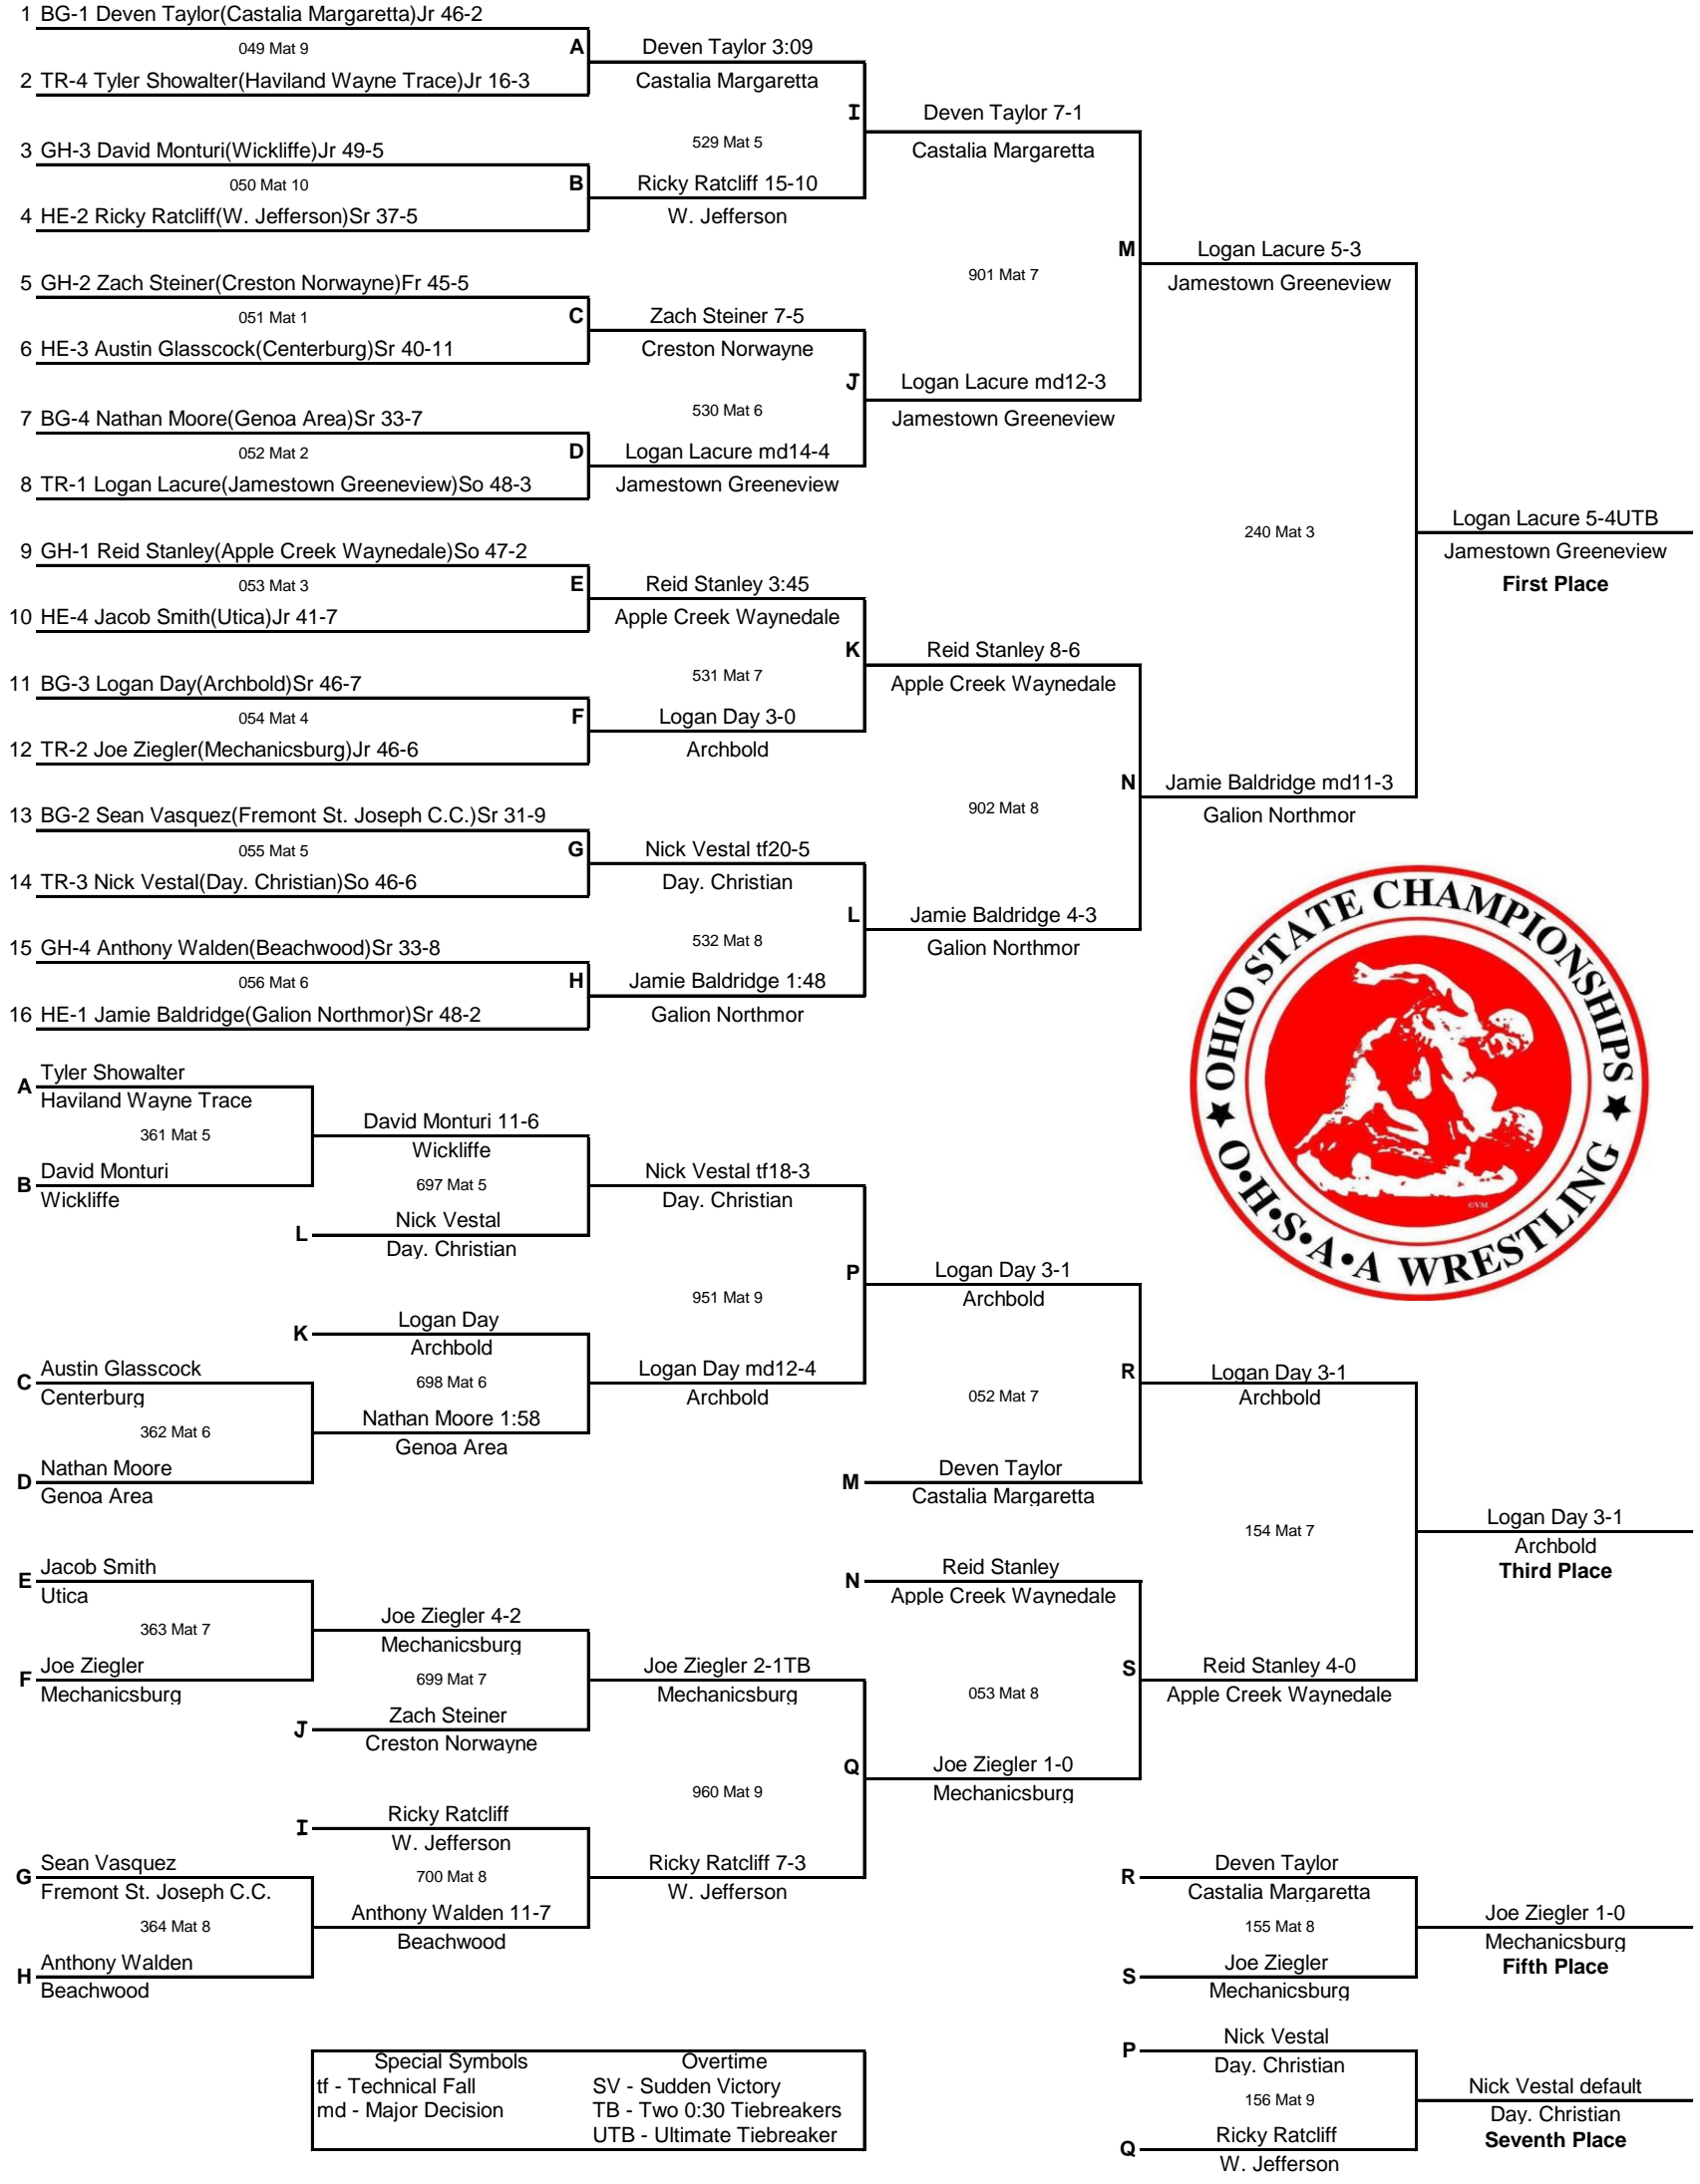 1 BG-1 Deven Taylor(Castalia Margaretta)Jr 46-2
049 Mat 9
A
2 TR-4 Tyler Showalter(Haviland Wayne Trace)Jr 16-3
Deven Taylor 3:09
Castalia Margaretta
I
529 Mat 5
3 GH-3 David Monturi(Wickliffe)Jr 49-5
050 Mat 10
B
4 HE-2 Ricky Ratcliff(W. Jefferson)Sr 37-5
Ricky Ratcliff 15-10
W. Jefferson
Deven Taylor 7-1
Castalia Margaretta
M
901 Mat 7
5 GH-2 Zach Steiner(Creston Norwayne)Fr 45-5
051 Mat 1
C
6 HE-3 Austin Glasscock(Centerburg)Sr 40-11
Zach Steiner 7-5
Creston Norwayne
J
530 Mat 6
7 BG-4 Nathan Moore(Genoa Area)Sr 33-7
052 Mat 2
D
8 TR-1 Logan Lacure(Jamestown Greeneview)So 48-3
Logan Lacure md14-4
Jamestown Greeneview
Logan Lacure md12-3
Jamestown Greeneview
Logan Lacure 5-3
Jamestown Greeneview
240 Mat 3
Logan Lacure 5-4UTB
Jamestown Greeneview
First Place
9 GH-1 Reid Stanley(Apple Creek Waynedale)So 47-2
053 Mat 3
E
10 HE-4 Jacob Smith(Utica)Jr 41-7
Reid Stanley 3:45
Apple Creek Waynedale
K
531 Mat 7
11 BG-3 Logan Day(Archbold)Sr 46-7
054 Mat 4
F
12 TR-2 Joe Ziegler(Mechanicsburg)Jr 46-6
Logan Day 3-0
Archbold
Reid Stanley 8-6
Apple Creek Waynedale
N
902 Mat 8
13 BG-2 Sean Vasquez(Fremont St. Joseph C.C.)Sr 31-9
055 Mat 5
G
14 TR-3 Nick Vestal(Day. Christian)So 46-6
Nick Vestal tf20-5
Day. Christian
L
532 Mat 8
15 GH-4 Anthony Walden(Beachwood)Sr 33-8
056 Mat 6
H
16 HE-1 Jamie Baldridge(Galion Northmor)Sr 48-2
Jamie Baldridge 1:48
Galion Northmor
Jamie Baldridge 4-3
Galion Northmor
Jamie Baldridge md11-3
Galion Northmor
★ OHIO STATE CHAMPIONSHIPS ★
O•H•S•A•A WRESTLING
©VM
A
Tyler Showalter
Haviland Wayne Trace
361 Mat 5
B
David Monturi
Wickliffe
David Monturi 11-6
Wickliffe
697 Mat 5
L
Nick Vestal
Day. Christian
Nick Vestal tf18-3
Day. Christian
P
951 Mat 9
K
Logan Day
Archbold
698 Mat 6
C
Austin Glasscock
Centerburg
362 Mat 6
D
Nathan Moore
Genoa Area
Nathan Moore 1:58
Genoa Area
Logan Day md12-4
Archbold
Logan Day 3-1
Archbold
R
052 Mat 7
M
Deven Taylor
Castalia Margaretta
Logan Day 3-1
Archbold
154 Mat 7
Logan Day 3-1
Archbold
Third Place
E
Jacob Smith
Utica
363 Mat 7
F
Joe Ziegler
Mechanicsburg
Joe Ziegler 4-2
Mechanicsburg
699 Mat 7
J
Zach Steiner
Creston Norwayne
Joe Ziegler 2-1TB
Mechanicsburg
Q
960 Mat 9
I
Ricky Ratcliff
W. Jefferson
700 Mat 8
G
Sean Vasquez
Fremont St. Joseph C.C.
364 Mat 8
H
Anthony Walden
Beachwood
Anthony Walden 11-7
Beachwood
Ricky Ratcliff 7-3
W. Jefferson
N
Reid Stanley
Apple Creek Waynedale
S
053 Mat 8
Joe Ziegler 1-0
Mechanicsburg
Reid Stanley 4-0
Apple Creek Waynedale
R
Deven Taylor
Castalia Margaretta
155 Mat 8
S
Joe Ziegler
Mechanicsburg
Joe Ziegler 1-0
Mechanicsburg
Fifth Place
P
Nick Vestal
Day. Christian
156 Mat 9
Q
Ricky Ratcliff
W. Jefferson
Nick Vestal default
Day. Christian
Seventh Place
Special Symbols Overtime
tf - Technical Fall SV - Sudden Victory
md - Major Decision TB - Two 0:30 Tiebreakers
UTB - Ultimate Tiebreaker